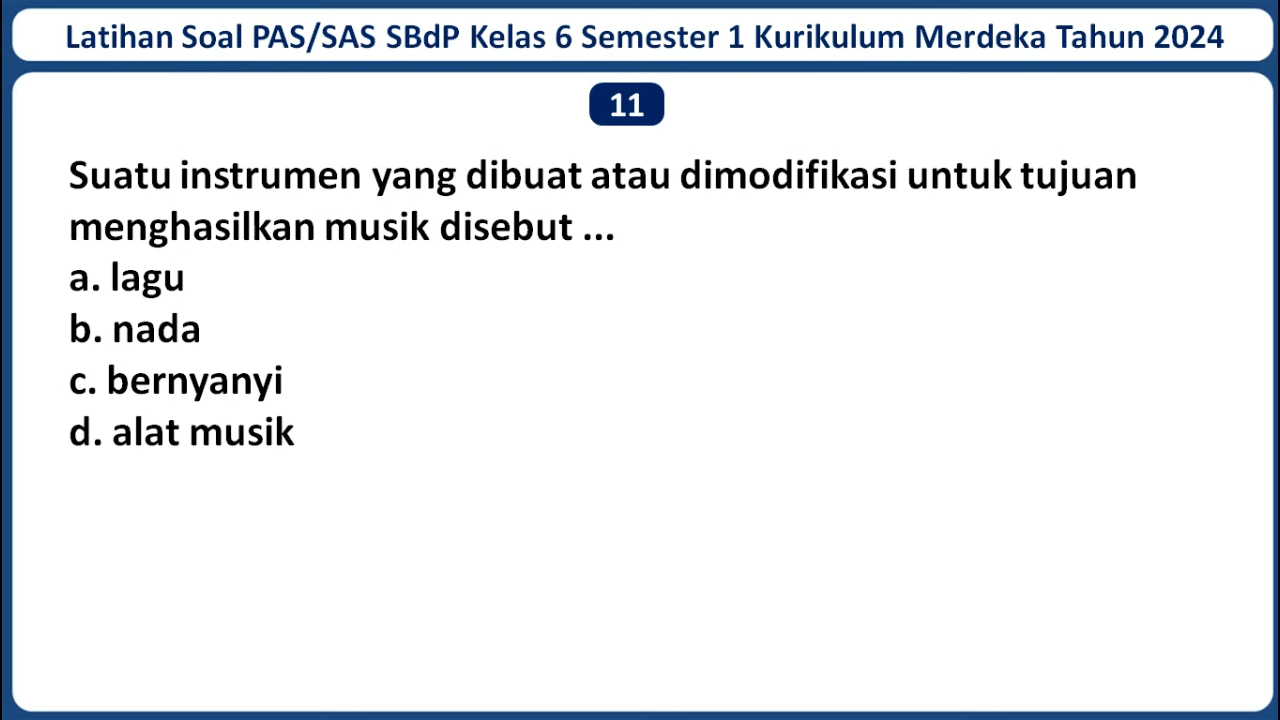 Latihan Soal PAS/SAS SBdP Kelas 6 Semester 1 Kurikulum Merdeka Tahun 2024
11
Suatu instrumen yang dibuat atau dimodifikasi untuk tujuan
menghasilkan musik disebut ...
a. lagu
b. nada
c. bernyanyi
d. alat musik